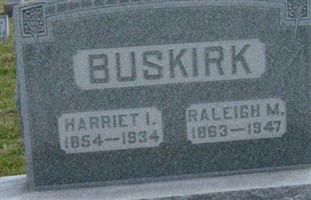 BUSKIRK
HARRIET I.
1854–1934
RALEIGH M.
1863–1947